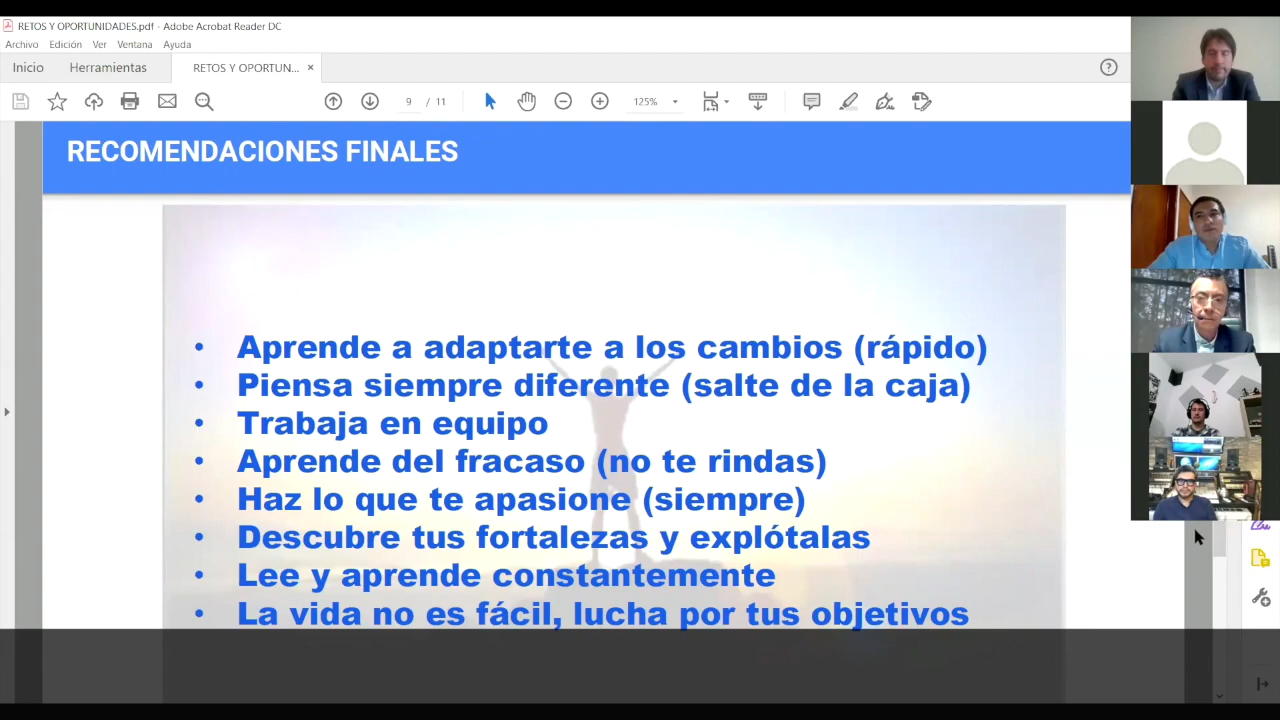 RETOS Y OPORTUNIDADES.pdf - Adobe Acrobat Reader DC
Archivo Edición Ver Ventana Ayuda
Inicio Herramientas RETOS Y OPORTUN... ×
9 / 11 125%
RECOMENDACIONES FINALES
• Aprende a adaptarte a los cambios (rápido)
• Piensa siempre diferente (salte de la caja)
• Trabaja en equipo
• Aprende del fracaso (no te rindas)
• Haz lo que te apasione (siempre)
• Descubre tus fortalezas y explótalas
• Lee y aprende constantemente
• La vida no es fácil, lucha por tus objetivos